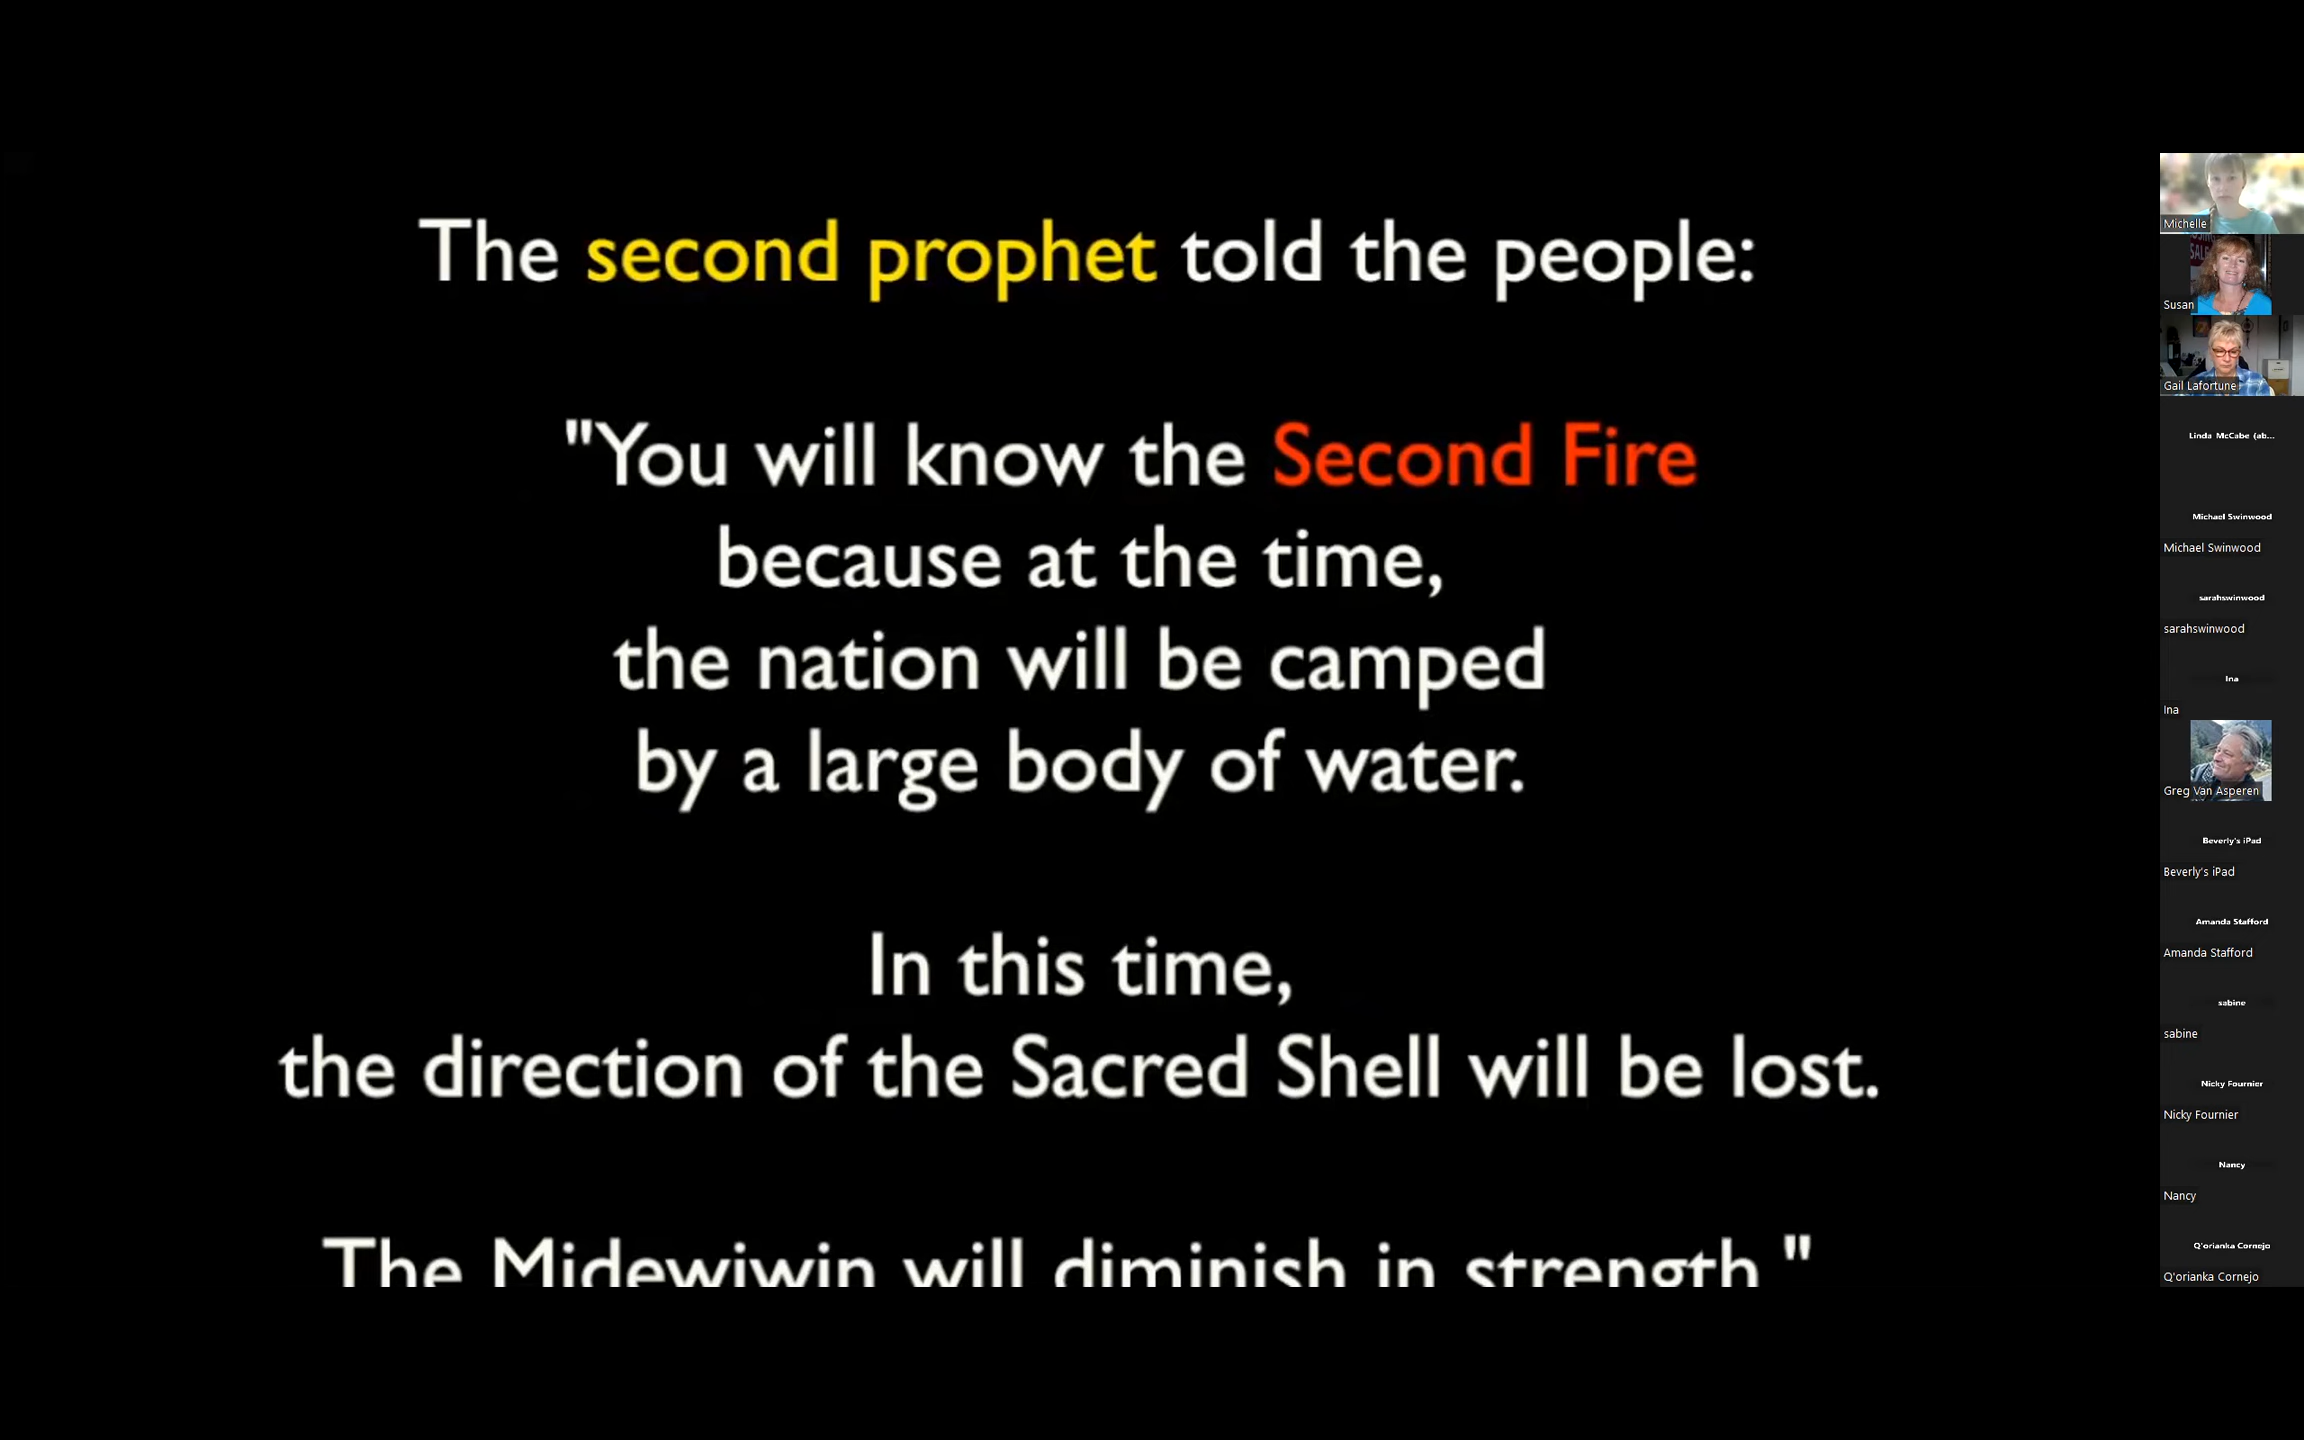 The second prophet told the people:
"You will know the Second Fire
because at the time,
the nation will be camped
by a large body of water.
In this time,
the direction of the Sacred Shell will be lost.
The Midewiwin will diminish in strength."
Michelle
Susan
Gail Lafortune
Linda McCabe (ab...
Michael Swinwood
Michael Swinwood
sarahswinwood
sarahswinwood
Ina
Ina
Greg Van Asperen
Beverly's iPad
Beverly's iPad
Amanda Stafford
Amanda Stafford
sabine
sabine
Nicky Fournier
Nicky Fournier
Nancy
Nancy
Q'orianka Cornejo
Q'orianka Cornejo